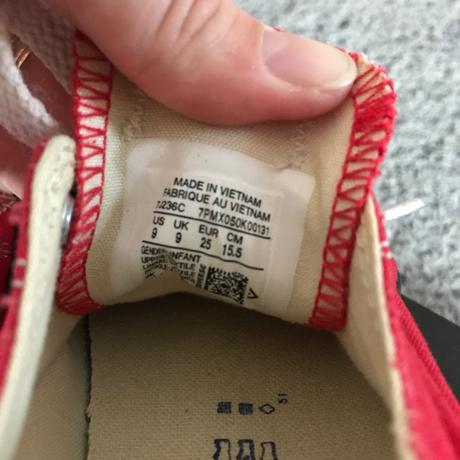 MADE IN VIETNAM
FABRIQUE AU VIETNAM
7J236C 7PMX050K00131
US UK EUR CM
9 9 25 15.5
GENDER: INFANT
51